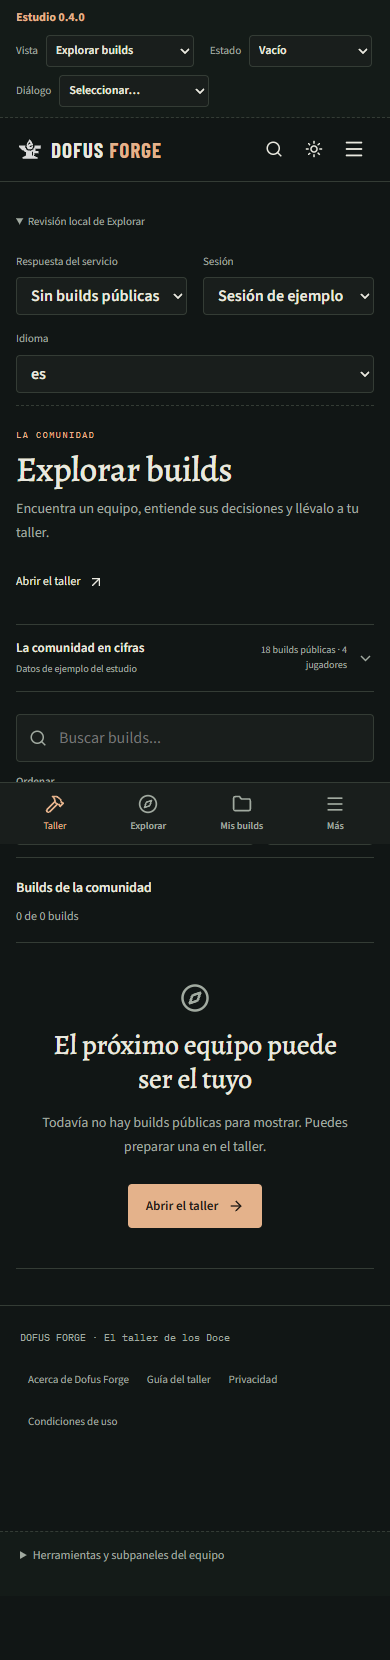 Estudio 0.4.0
Vista Explorar builds Estado Vacío
Diálogo Seleccionar...
DOFUS FORGE
Revisión local de Explorar
Respuesta del servicio Sesión
Sin builds públicas Sesión de ejemplo
Idioma
es
LA COMUNIDAD
Explorar builds
Encuentra un equipo, entiende sus decisiones y llévalo a tu
taller.
Abrir el taller
La comunidad en cifras
Datos de ejemplo del estudio
18 builds públicas · 4
jugadores
Buscar builds...
Ordenar
Taller Explorar Mis builds Más
Builds de la comunidad
0 de 0 builds
El próximo equipo puede
ser el tuyo
Todavía no hay builds públicas para mostrar. Puedes
preparar una en el taller.
Abrir el taller
DOFUS FORGE · El taller de los Doce
Acerca de Dofus Forge Guía del taller Privacidad
Condiciones de uso
Herramientas y subpaneles del equipo